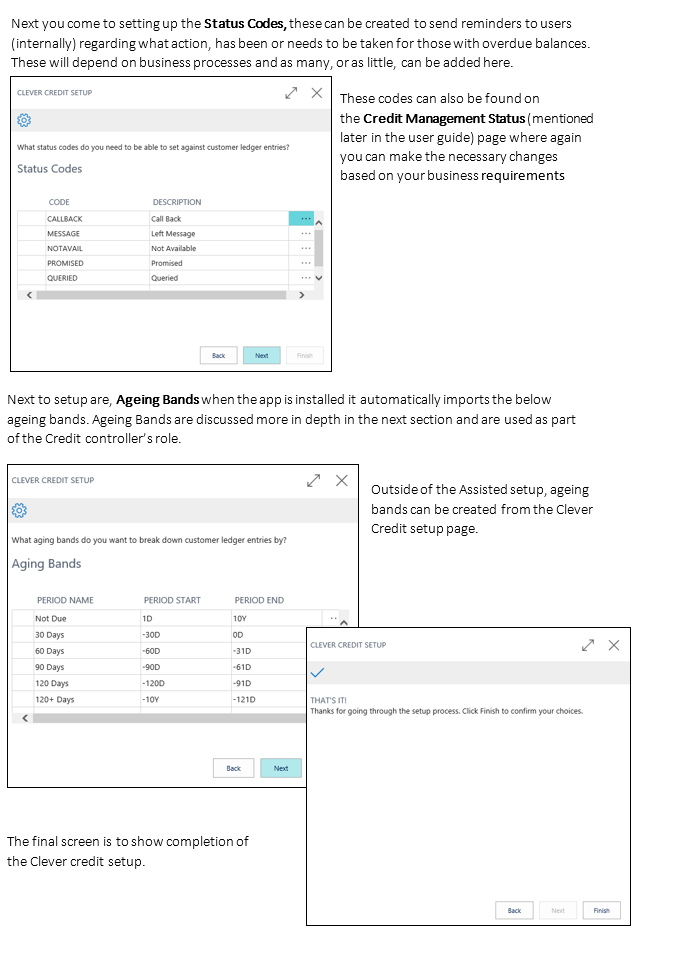 Next you come to setting up the Status Codes, these can be created to send reminders to users
(internally) regarding what action, has been or needs to be taken for those with overdue balances.
These will depend on business processes and as many, or as little, can be added here.
CLEVER CREDIT SETUP
What status codes do you need to be able to set against customer ledger entries?
Status Codes
CODE DESCRIPTION
CALLBACK Call Back
MESSAGE Left Message
NOTAVAIL Not Available
PROMISED Promised
QUERIED Queried
Back Next Finish
These codes can also be found on
the Credit Management Status (mentioned
later in the user guide) page where again
you can make the necessary changes
based on your business requirements
Next to setup are, Ageing Bands when the app is installed it automatically imports the below
ageing bands. Ageing Bands are discussed more in depth in the next section and are used as part
of the Credit controller's role.
CLEVER CREDIT SETUP
What aging bands do you want to break down customer ledger entries by?
Aging Bands
PERIOD NAME PERIOD START PERIOD END
Not Due 1D 10Y
30 Days -30D 0D
60 Days -60D -31D
90 Days -90D -61D
120 Days -120D -91D
120+ Days -10Y -121D
Back Next
Outside of the Assisted setup, ageing
bands can be created from the Clever
Credit setup page.
CLEVER CREDIT SETUP
THAT'S IT!
Thanks for going through the setup process. Click Finish to confirm your choices.
Back Next Finish
The final screen is to show completion of
the Clever credit setup.